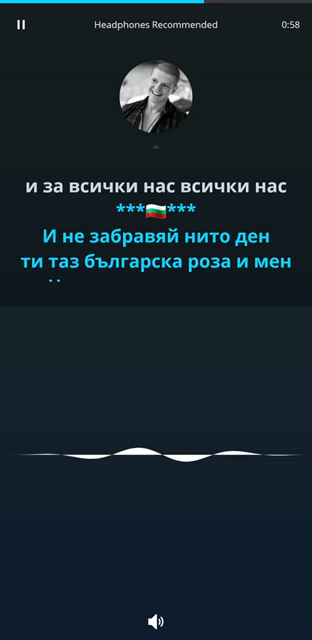 Headphones Recommended
0:58
и за всички нас всички нас
***🇧🇬***
И не забравяй нито ден
ти таз българска роза и мен